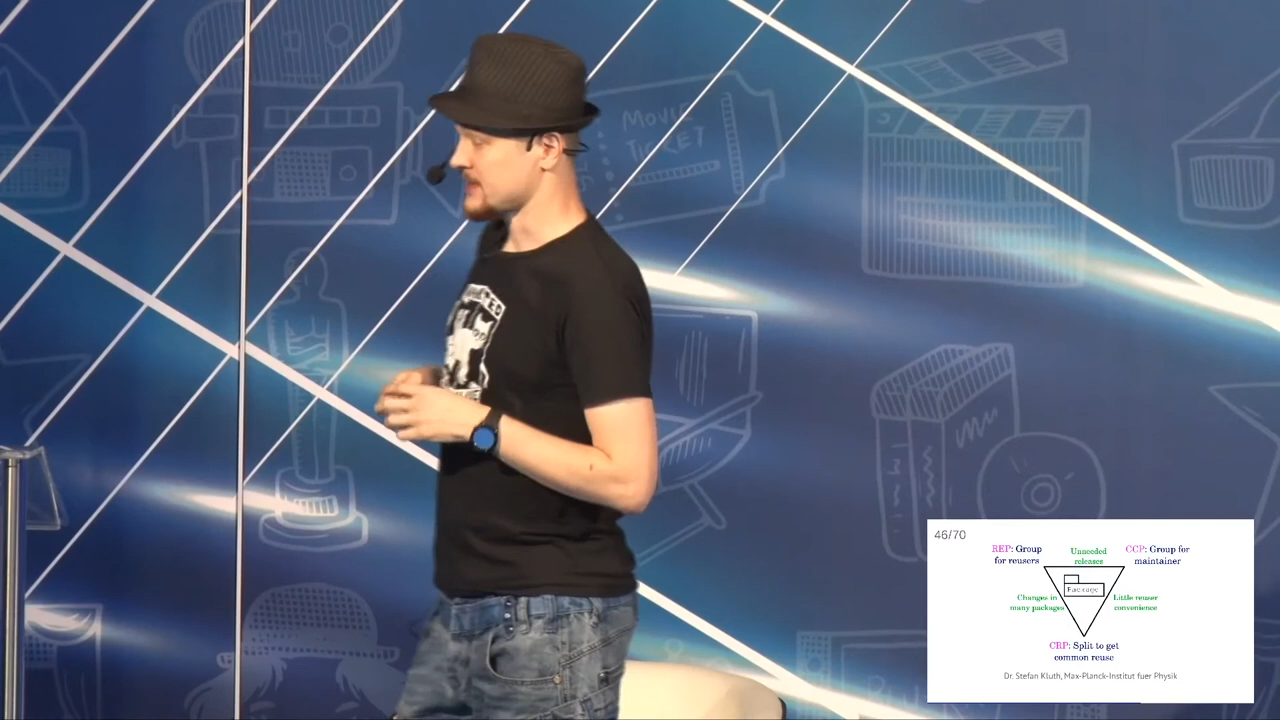 MOVIE
TICKET
46/70
REP: Group
for reusers
Unneeded
releases
CCP: Group for
maintainer
Package
Changes in
many packages
Little reuser
convenience
CRP: Split to get
common reuse
Dr. Stefan Kluth, Max-Planck-Institut fuer Physik